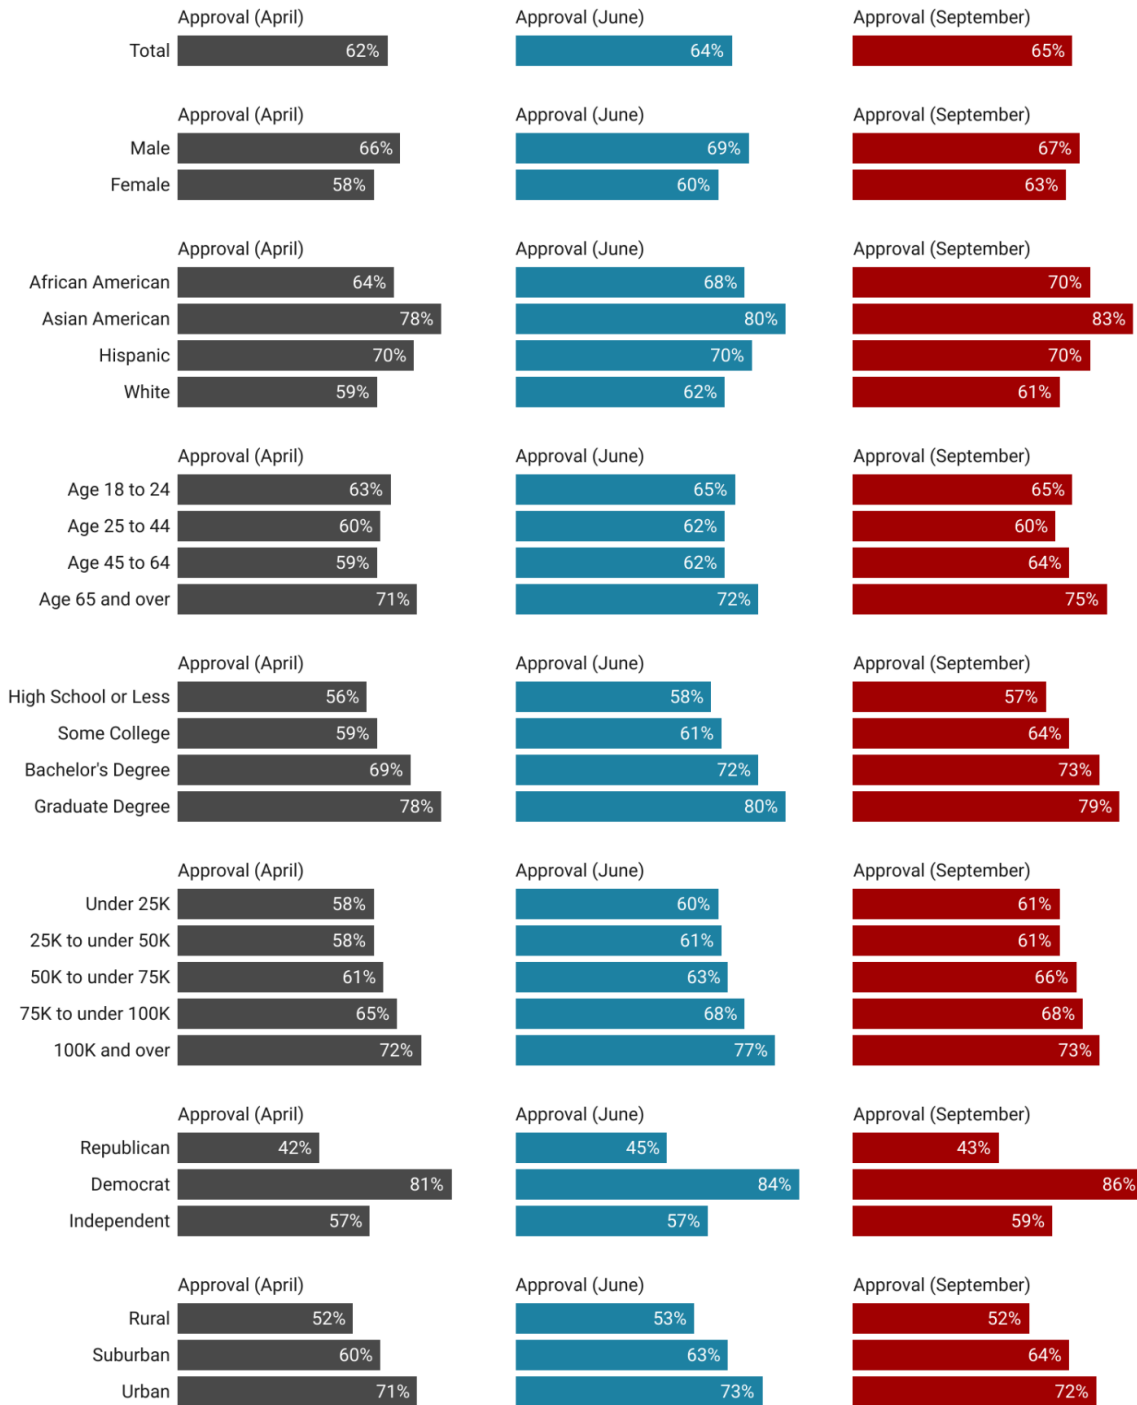 Approval (April) Approval (June) Approval (September)
Total 62% 64% 65%
Approval (April) Approval (June) Approval (September)
Male 66% 69% 67%
Female 58% 60% 63%
Approval (April) Approval (June) Approval (September)
African American 64% 68% 70%
Asian American 78% 80% 83%
Hispanic 70% 70% 70%
White 59% 62% 61%
Approval (April) Approval (June) Approval (September)
Age 18 to 24 63% 65% 65%
Age 25 to 44 60% 62% 60%
Age 45 to 64 59% 62% 64%
Age 65 and over 71% 72% 75%
Approval (April) Approval (June) Approval (September)
High School or Less 56% 58% 57%
Some College 59% 61% 64%
Bachelor's Degree 69% 72% 73%
Graduate Degree 78% 80% 79%
Approval (April) Approval (June) Approval (September)
Under 25K 58% 60% 61%
25K to under 50K 58% 61% 61%
50K to under 75K 61% 63% 66%
75K to under 100K 65% 68% 68%
100K and over 72% 77% 73%
Approval (April) Approval (June) Approval (September)
Republican 42% 45% 43%
Democrat 81% 84% 86%
Independent 57% 57% 59%
Approval (April) Approval (June) Approval (September)
Rural 52% 53% 52%
Suburban 60% 63% 64%
Urban 71% 73% 72%